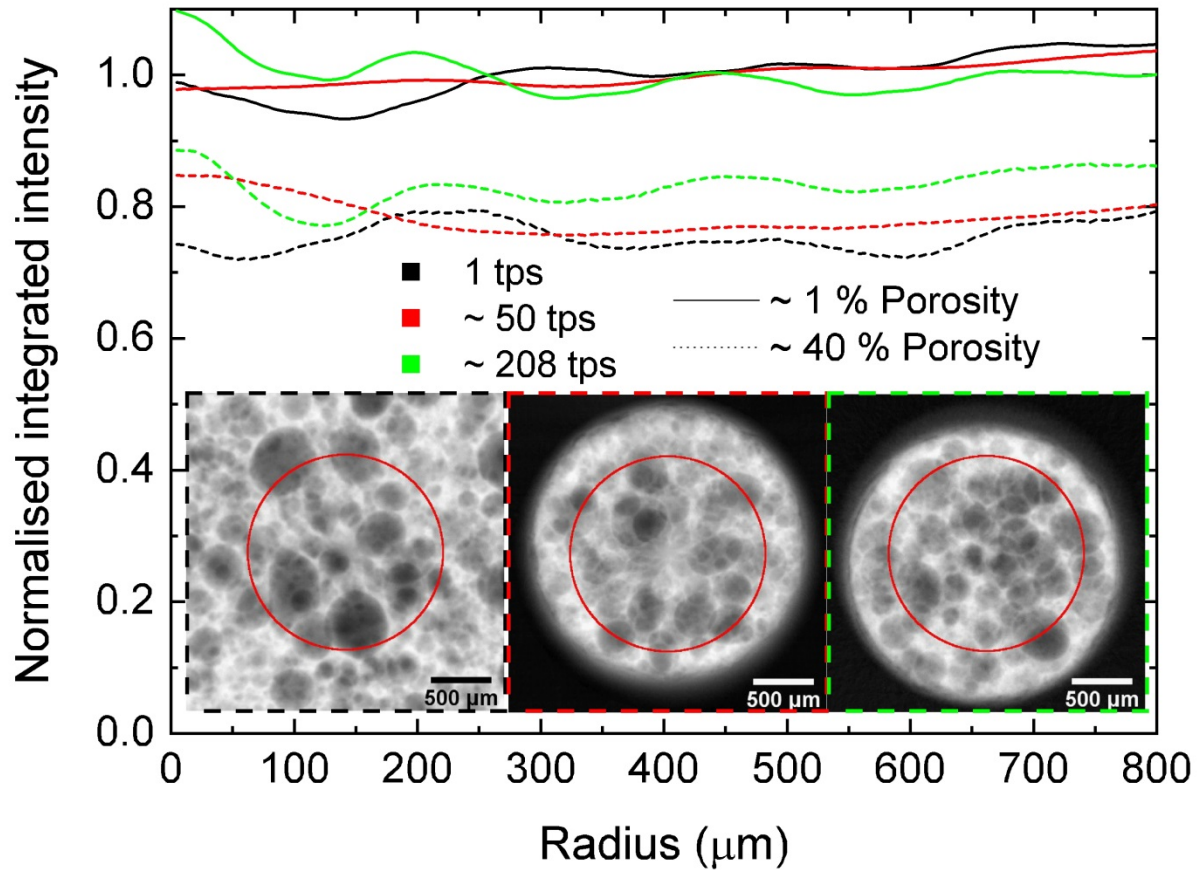 Normalised integrated intensity
1.0
0.8
0.6
0.4
0.2
0.0
1 tps
~ 50 tps
~ 208 tps
~ 1 % Porosity
~ 40 % Porosity
500 µm
500 µm
500 µm
0 100 200 300 400 500 600 700 800
Radius (µm)